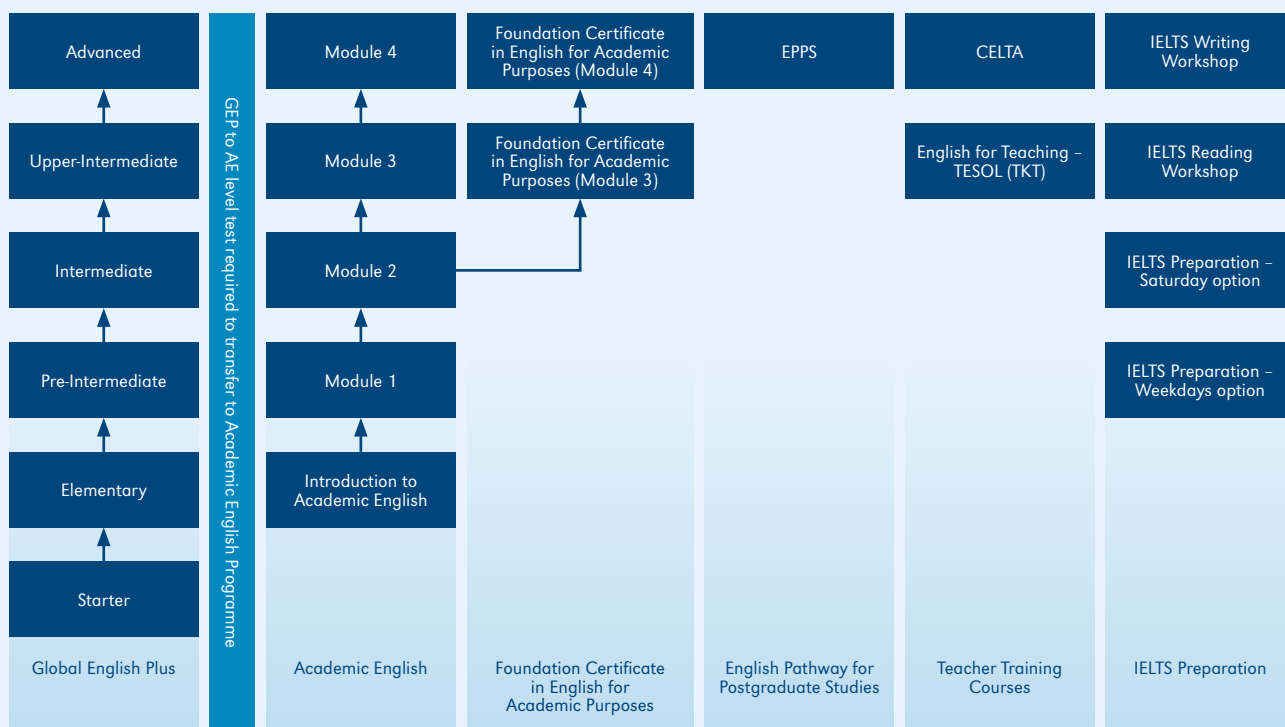 Advanced
Upper-Intermediate
Intermediate
Pre-Intermediate
Elementary
Starter
Global English Plus
GEP to AE level test required to transfer to Academic English Programme
Module 4
Module 3
Module 2
Module 1
Introduction to
Academic English
Academic English
Foundation Certificate
in English for Academic
Purposes (Module 4)
Foundation Certificate
in English for Academic
Purposes (Module 3)
Foundation Certificate
in English for
Academic Purposes
EPPS
English Pathway for
Postgraduate Studies
CELTA
English for Teaching –
TESOL (TKT)
Teacher Training
Courses
IELTS Writing
Workshop
IELTS Reading
Workshop
IELTS Preparation –
Saturday option
IELTS Preparation –
Weekdays option
IELTS Preparation